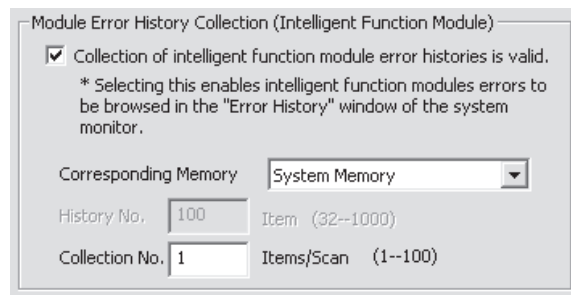 Module Error History Collection (Intelligent Function Module)
Collection of intelligent function module error histories is valid.
* Selecting this enables intelligent function modules errors to
be browsed in the "Error History" window of the system
monitor.
Corresponding Memory System Memory
History No. 100 Item (32--1000)
Collection No. 1 Items/Scan (1--100)